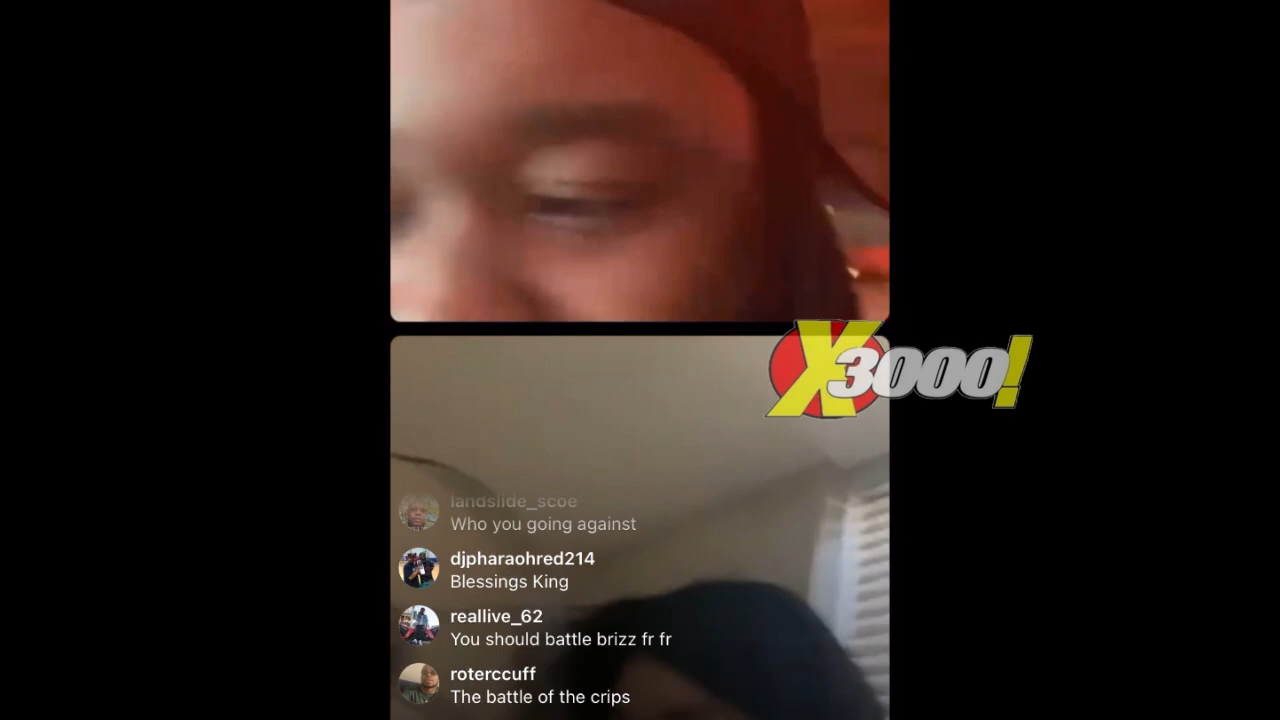 X3000!
landslide_scoe
Who you going against
djpharaohred214
Blessings King
reallive_62
You should battle brizz fr fr
roterccuff
The battle of the crips